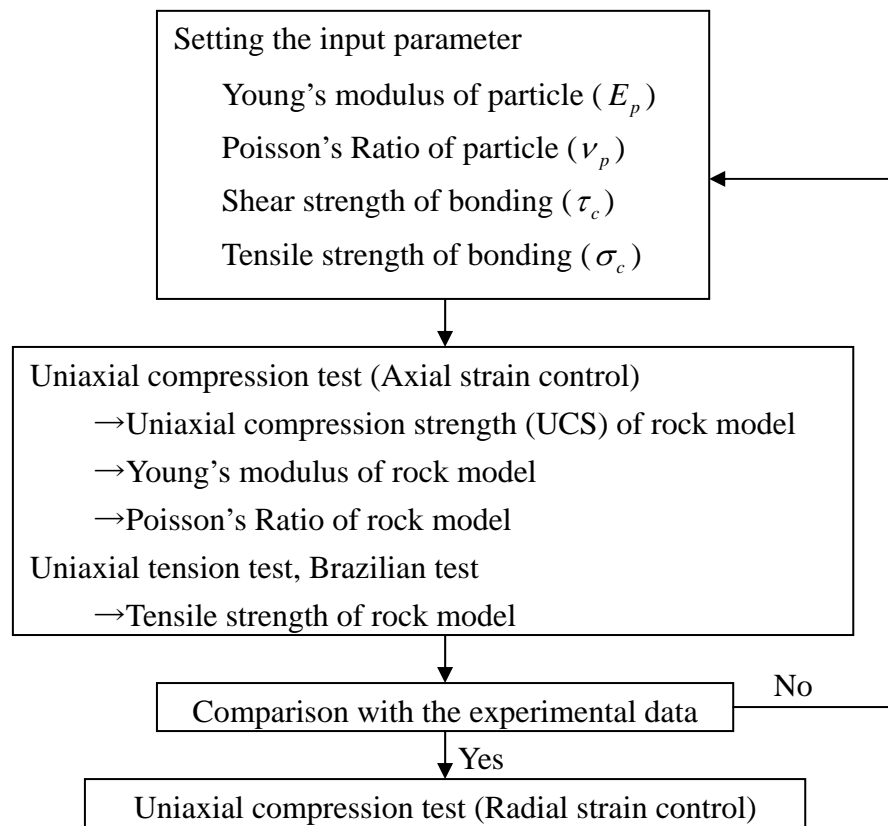 Setting the input parameter
Young’s modulus of particle ( E_p )
Poisson’s Ratio of particle ( ν_p )
Shear strength of bonding ( τ_c )
Tensile strength of bonding ( σ_c )
Uniaxial compression test (Axial strain control)
→Uniaxial compression strength (UCS) of rock model
→Young’s modulus of rock model
→Poisson’s Ratio of rock model
Uniaxial tension test, Brazilian test
→Tensile strength of rock model
No
Comparison with the experimental data
Yes
Uniaxial compression test (Radial strain control)